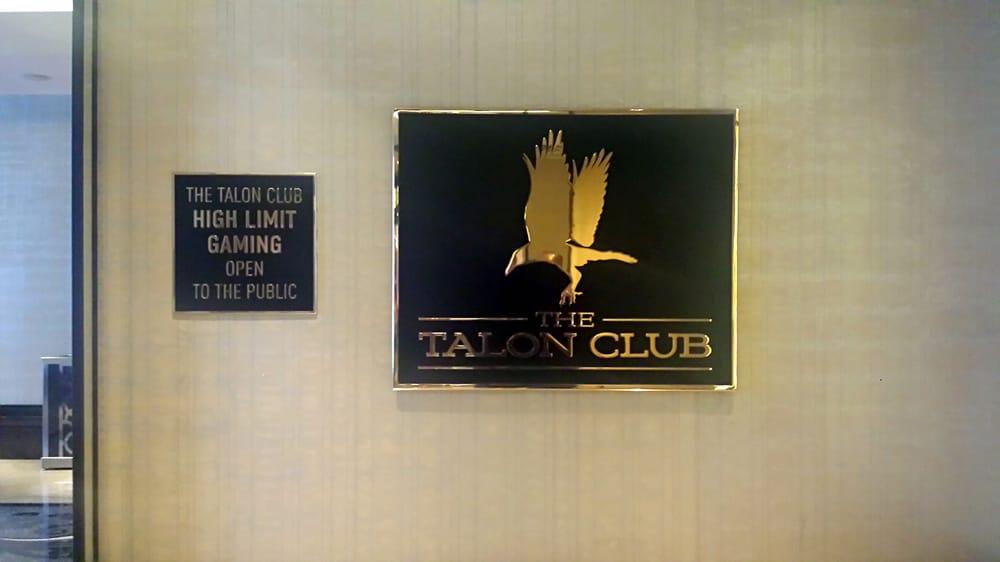 THE TALON CLUB
HIGH LIMIT
GAMING
OPEN
TO THE PUBLIC
THE
TALON CLUB